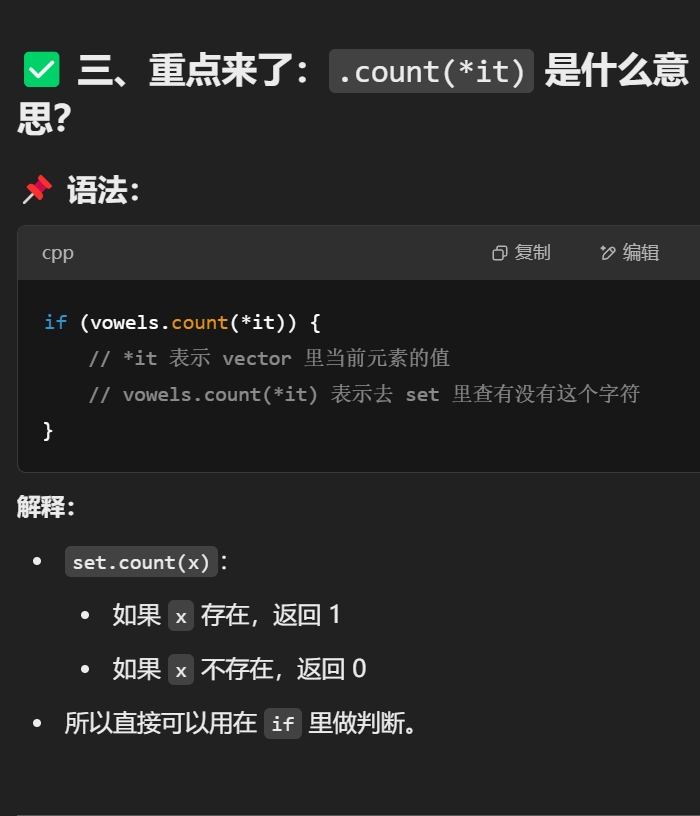 ✅ 三、重点来了：.count(*it) 是什么意
思？
📌 语法：
cpp 复制 编辑
if (vowels.count(*it)) {
    // *it 表示 vector 里当前元素的值
    // vowels.count(*it) 表示去 set 里查有没有这个字符
}
解释：
• set.count(x)：
• 如果 x 存在，返回 1
• 如果 x 不存在，返回 0
• 所以直接可以用在 if 里做判断。